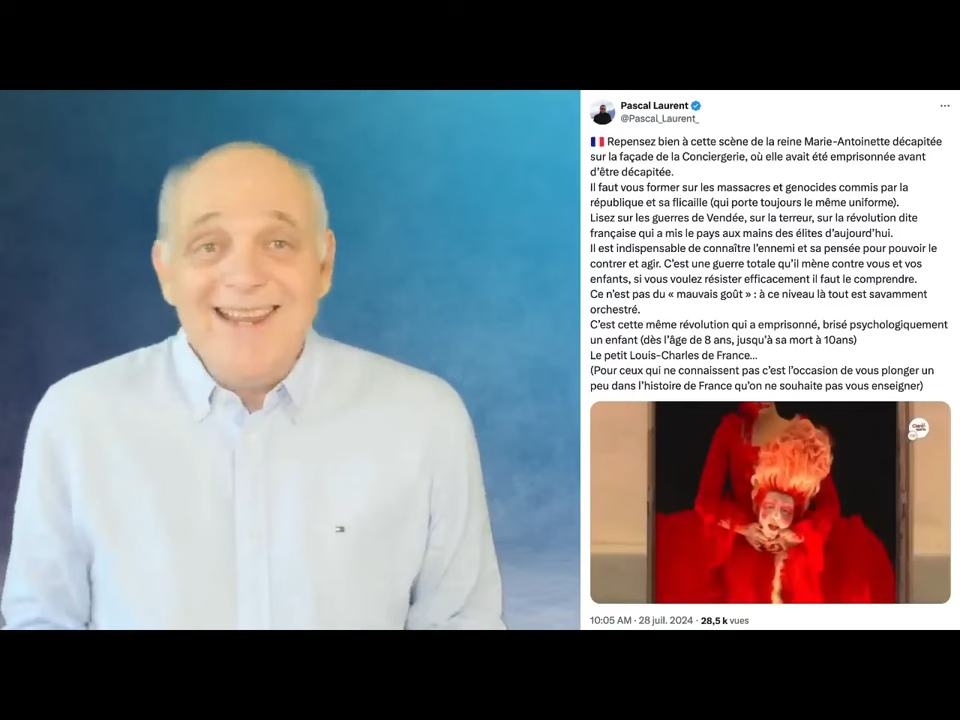 Pascal Laurent
@Pascal_Laurent_
🇫🇷 Repensez bien à cette scène de la reine Marie-Antoinette décapitée
sur la façade de la Conciergerie, où elle avait été emprisonnée avant
d'être décapitée.
Il faut vous former sur les massacres et genocides commis par la
république et sa flicaille (qui porte toujours le même uniforme).
Lisez sur les guerres de Vendée, sur la terreur, sur la révolution dite
française qui a mis le pays aux mains des élites d'aujourd'hui.
Il est indispensable de connaître l'ennemi et sa pensée pour pouvoir le
contrer et agir. C'est une guerre totale qu'il mène contre vous et vos
enfants, si vous voulez résister efficacement il faut le comprendre.
Ce n'est pas du « mauvais goût » : à ce niveau là tout est savamment
orchestré.
C'est cette même révolution qui a emprisonné, brisé psychologiquement
un enfant (dès l'âge de 8 ans, jusqu'à sa mort à 10ans)
Le petit Louis-Charles de France...
(Pour ceux qui ne connaissent pas c'est l'occasion de vous plonger un
peu dans l'histoire de France qu'on ne souhaite pas vous enseigner)
10:05 AM · 28 juil. 2024 · 28,5 k vues